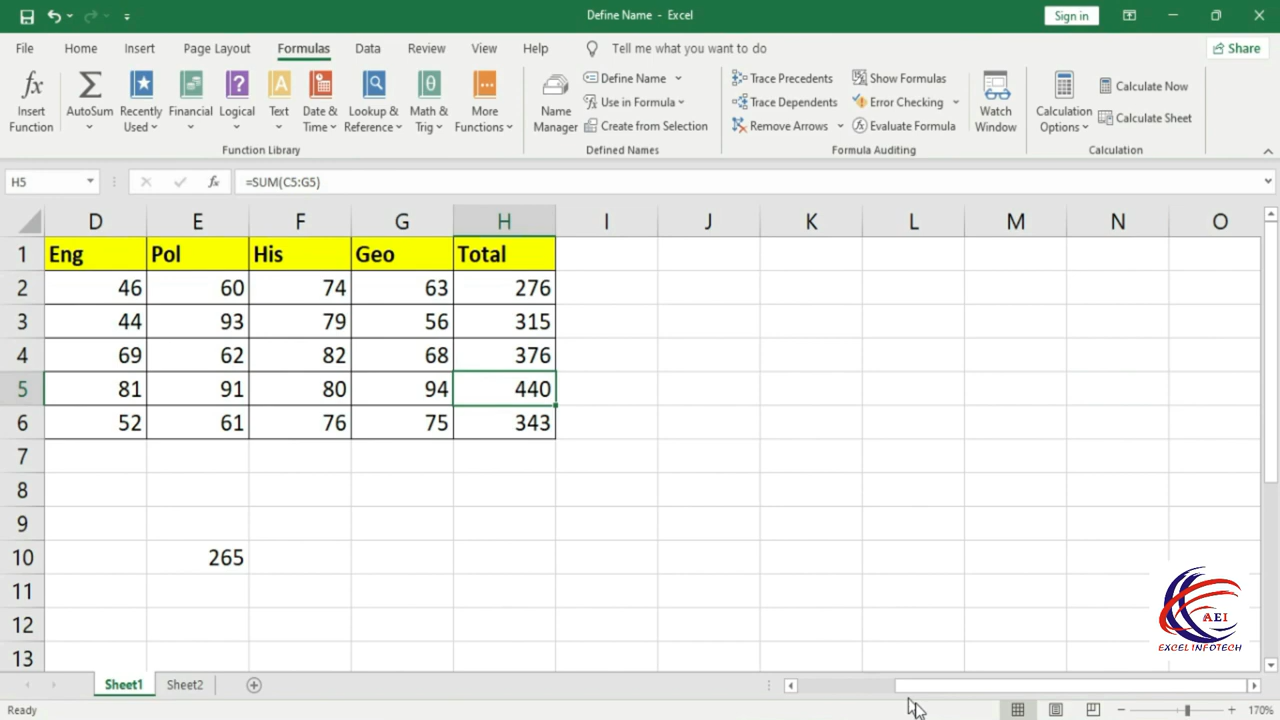 Define Name - Excel
Sign in
File Home Insert Page Layout Formulas Data Review View Help Tell me what you want to do Share
Insert Function
AutoSum
Recently Used
Financial
Logical
Text
Date & Time
Lookup & Reference
Math & Trig
More Functions
Function Library
Name Manager
Define Name
Use in Formula
Create from Selection
Defined Names
Trace Precedents
Trace Dependents
Remove Arrows
Show Formulas
Error Checking
Evaluate Formula
Formula Auditing
Watch Window
Calculation Options
Calculate Now
Calculate Sheet
Calculation
H5 fx =SUM(C5:G5)
D E F G H I J K L M N O
1 Eng Pol His Geo Total
2 46 60 74 63 276
3 44 93 79 56 315
4 69 62 82 68 376
5 81 91 80 94 440
6 52 61 76 75 343
7
8
9
10 265
11
12
13
AEI
EXCEL INFOTECH
Sheet1 Sheet2
Ready 170%